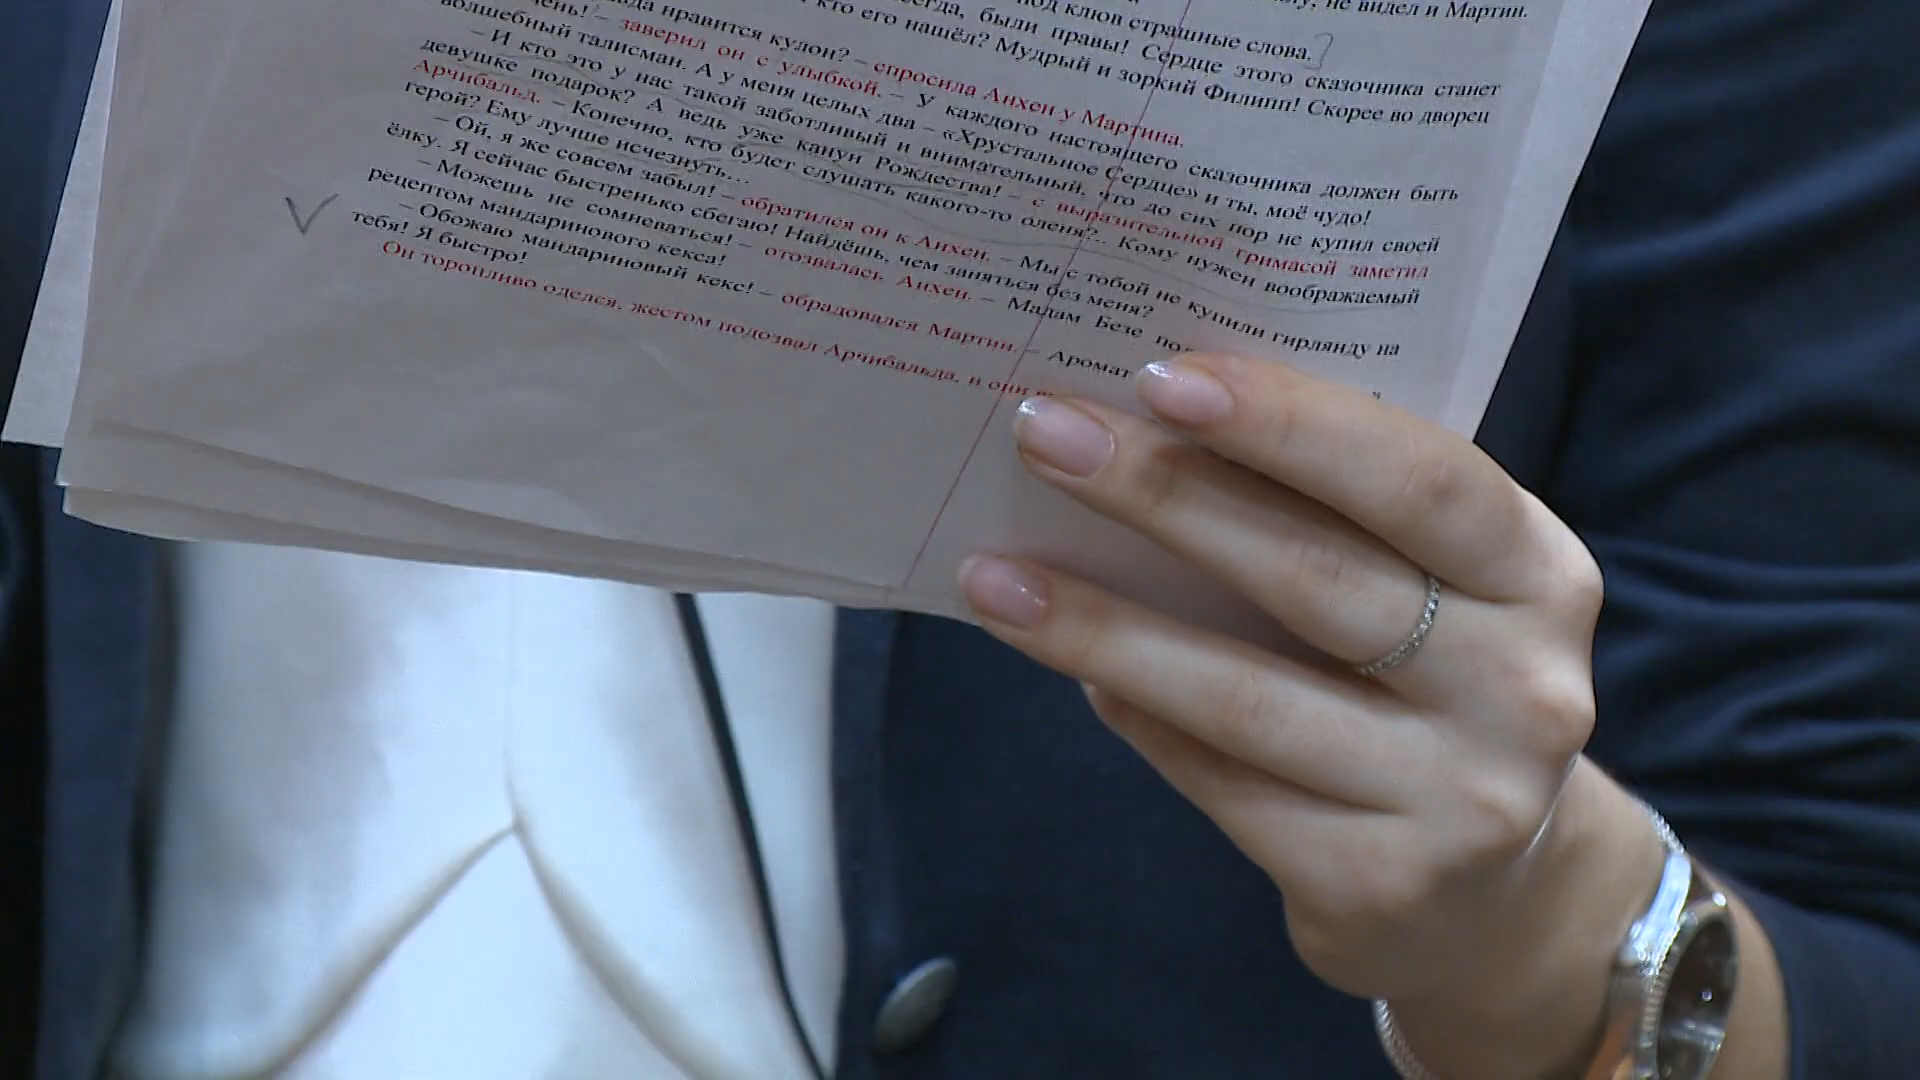 не видел и Мартин.
под клюв страшные слова.
были правы! Сердце этого сказочника станет
кто его нашёл? Мудрый и зоркий Филипп! Скорее во дворец
нравится кулон? – спросила Анхен у Мартина.
– заверил он с улыбкой. – У каждого настоящего сказочника должен быть
волшебный талисман. А у меня целых два – «Хрустальное Сердце» и ты, моё чудо!
– И кто это у нас такой заботливый и внимательный, что до сих пор не купил своей
девушке подарок? А ведь уже канун Рождества! – с выразительной гримасой заметил
Арчибальд. – Конечно, кто будет слушать какого-то оленя?.. Кому нужен воображаемый
герой? Ему лучше исчезнуть...
– Ой, я же совсем забыл! – обратился он к Анхен. – Мы с тобой не купили гирлянду на
ёлку. Я сейчас быстренько сбегаю! Найдёшь, чем заняться без меня?
– Можешь не сомневаться! – отозвалась Анхен. – Мадам Безе
рецептом мандаринового кекса!
– Обожаю мандариновый кекс! – обрадовался Мартин. – Аромат
тебя! Я быстро!
Он торопливо оделся, жестом подозвал Арчибальда, и они